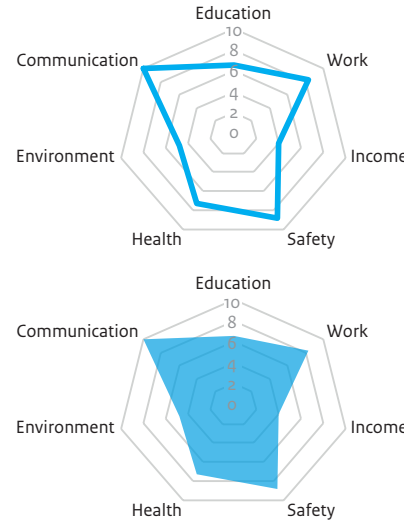 Education
10
Communication
Work
8
6
4
2
0
Environment
Income
Health
Safety
Education
10
Communication
Work
8
6
4
2
0
Environment
Income
Health
Safety